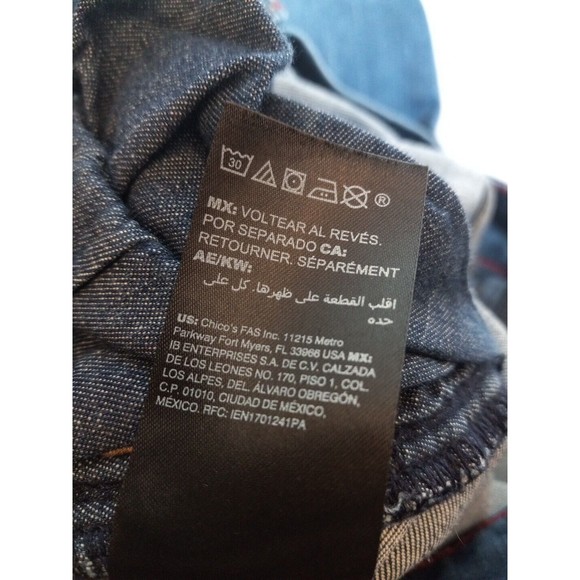 30 ®
MX: VOLTEAR AL REVÉS.
POR SEPARADO CA:
RETOURNER. SÉPARÉMENT
AE/KW:
اقلب القطعة على ظهرها. كل على
حده
US: Chico's FAS Inc. 11215 Metro
Parkway Fort Myers, FL 33966 USA MX:
IB ENTERPRISES S.A. DE C.V. CALZADA
DE LOS LEONES NO. 170, PISO 1, COL.
LOS ALPES, DEL. ÁLVARO OBREGÓN,
C.P. 01010, CIUDAD DE MÉXICO,
MÉXICO. RFC: IEN1701241PA